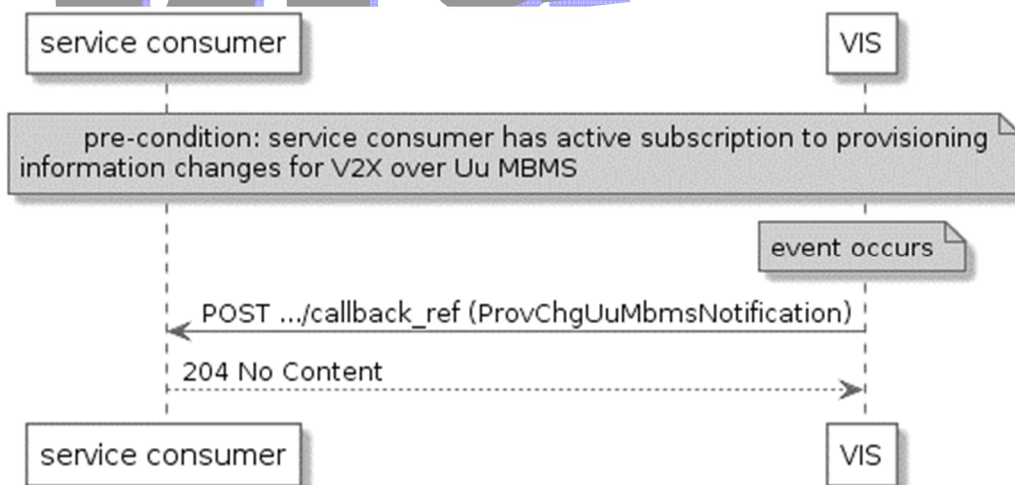 service consumer
VIS
pre-condition: service consumer has active subscription to provisioning
information changes for V2X over Uu MBMS
event occurs
POST .../callback_ref (ProvChgUuMbmsNotification)
204 No Content
service consumer
VIS